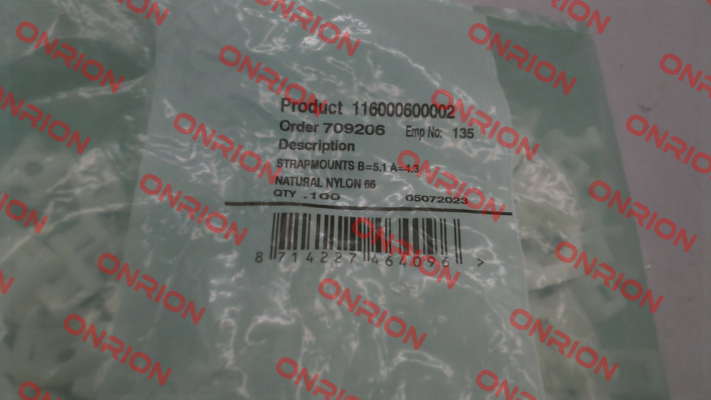 Product 116000600002
Order 709206 Emp No: 135
Description
STRAPMOUNTS B=5.1 A=4.3
NATURAL NYLON 66
QTY .100 05072023
8 714227 464096 >
ONRION